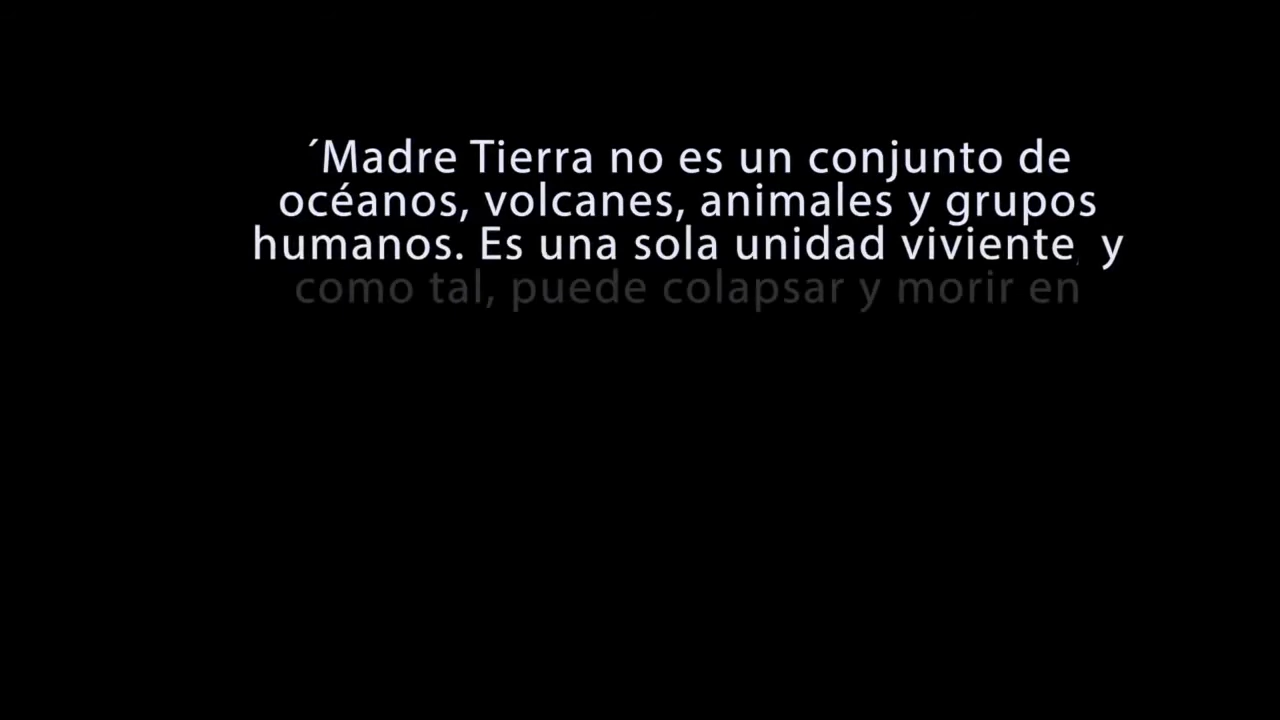 ´Madre Tierra no es un conjunto de
océanos, volcanes, animales y grupos
humanos. Es una sola unidad viviente, y
como tal, puede colapsar y morir en